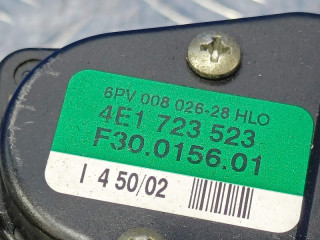 6PV 008 026-28 HLO
4E1 723 523
F30.0156.01
I 4 50/02